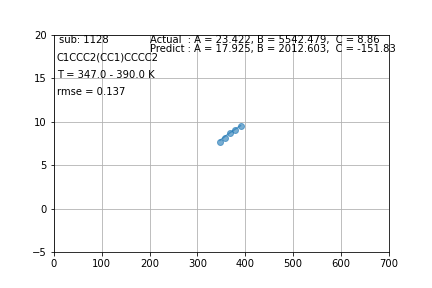 sub: 1128
Actual : A = 23.422, B = 5542.479, C = 8.86
Predict : A = 17.925, B = 2012.603, C = -151.83
C1CCC2(CC1)CCCC2
T = 347.0 - 390.0 K
rmse = 0.137
20
15
10
5
0
−5
0 100 200 300 400 500 600 700